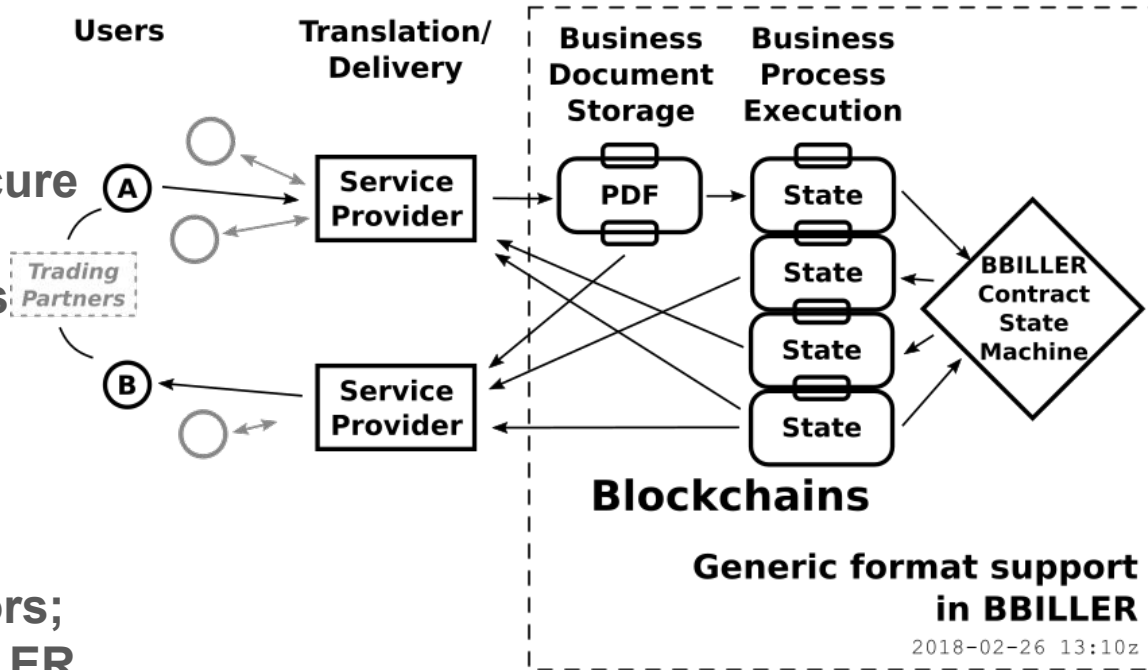 Users
Translation/
Delivery
Business
Document
Storage
Business
Process
Execution
A
Service
Provider
PDF
State
State
State
State
BBILLER
Contract
State
Machine
Trading
Partners
B
Service
Provider
Blockchains
Generic format support
in BBILLER
2018-02-26 13:10z